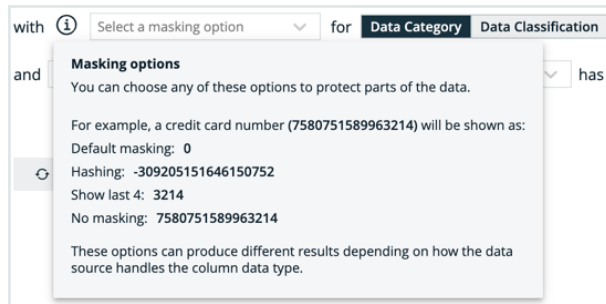 with Select a masking option for Data Category Data Classification
Masking options
and has
You can choose any of these options to protect parts of the data.
For example, a credit card number (7580751589963214) will be shown as:
Default masking: 0
Hashing: -309205151646150752
Show last 4: 3214
No masking: 7580751589963214
These options can produce different results depending on how the data
source handles the column data type.